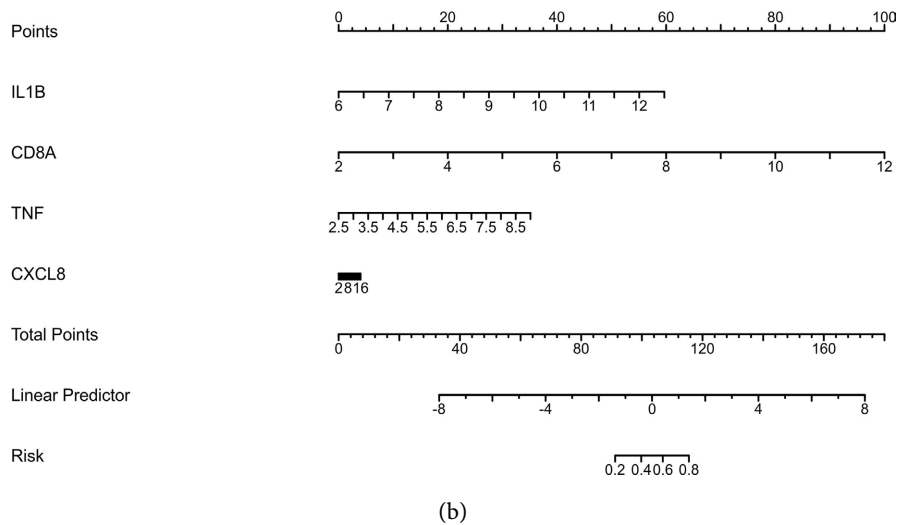 Points 0 20 40 60 80 100
IL1B 6 7 8 9 10 11 12
CD8A 2 4 6 8 10 12
TNF 2.5 3.5 4.5 5.5 6.5 7.5 8.5
CXCL8 2816
Total Points 0 40 80 120 160
Linear Predictor -8 -4 0 4 8
Risk 0.2 0.4 0.6 0.8
(b)